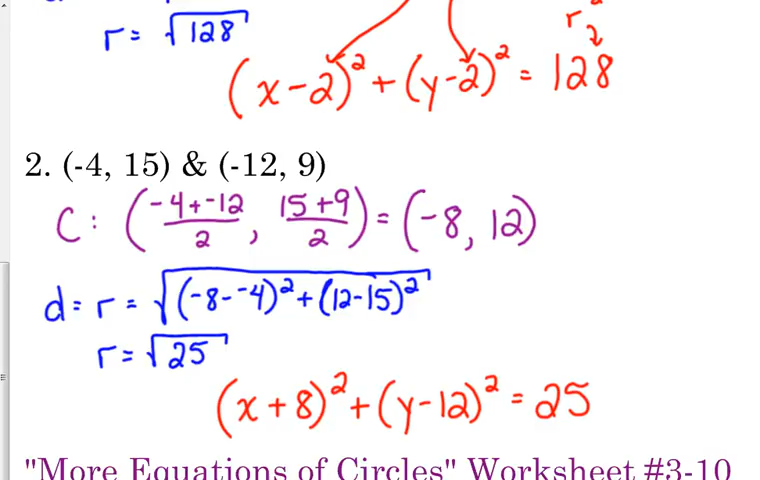 r = √128
r
(x-2)² + (y-2)² = 128
2. (-4, 15) & (-12, 9)
C: (-4+-12/2, 15+9/2) = (-8, 12)
d = r = √(-8--4)² + (12-15)²
r = √25
(x+8)² + (y-12)² = 25
"More Equations of Circles" Worksheet #3-10